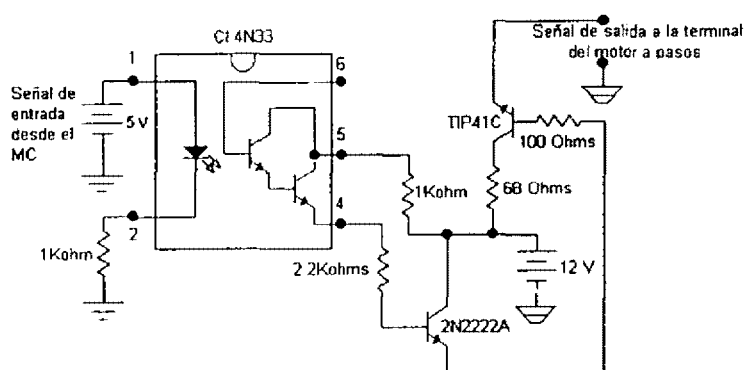 CI 4N33
1
6
Señal de
entrada
desde el
MC
5 V
5
2
4
1Kohm
1Kohm
2 2Kohms
Señal de salida a la terminal
del motor a pasos
TIP41C
100 Ohms
68 Ohms
12 V
2N2222A